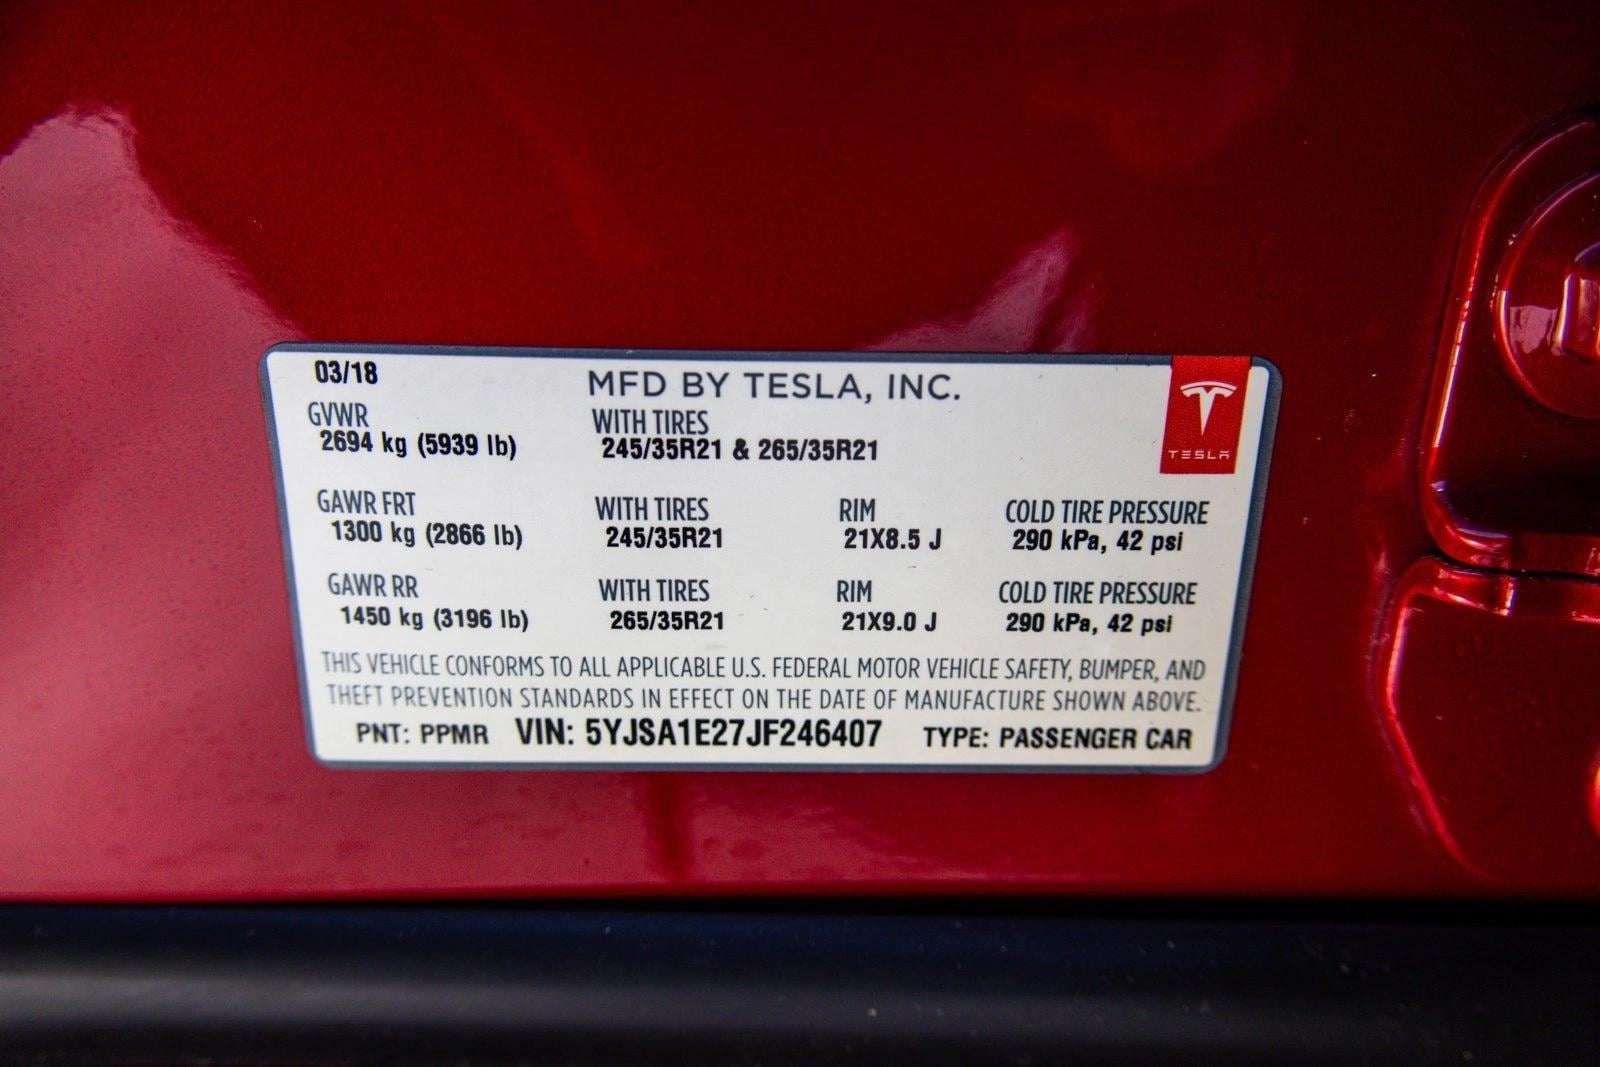 03/18 MFD BY TESLA, INC.
GVWR WITH TIRES
2694 kg (5939 lb) 245/35R21 & 265/35R21
TESLA
GAWR FRT WITH TIRES RIM COLD TIRE PRESSURE
1300 kg (2866 lb) 245/35R21 21X8.5 J 290 kPa, 42 psi
GAWR RR WITH TIRES RIM COLD TIRE PRESSURE
1450 kg (3196 lb) 265/35R21 21X9.0 J 290 kPa, 42 psi
THIS VEHICLE CONFORMS TO ALL APPLICABLE U.S. FEDERAL MOTOR VEHICLE SAFETY, BUMPER, AND
THEFT PREVENTION STANDARDS IN EFFECT ON THE DATE OF MANUFACTURE SHOWN ABOVE.
PNT: PPMR VIN: 5YJSA1E27JF246407 TYPE: PASSENGER CAR